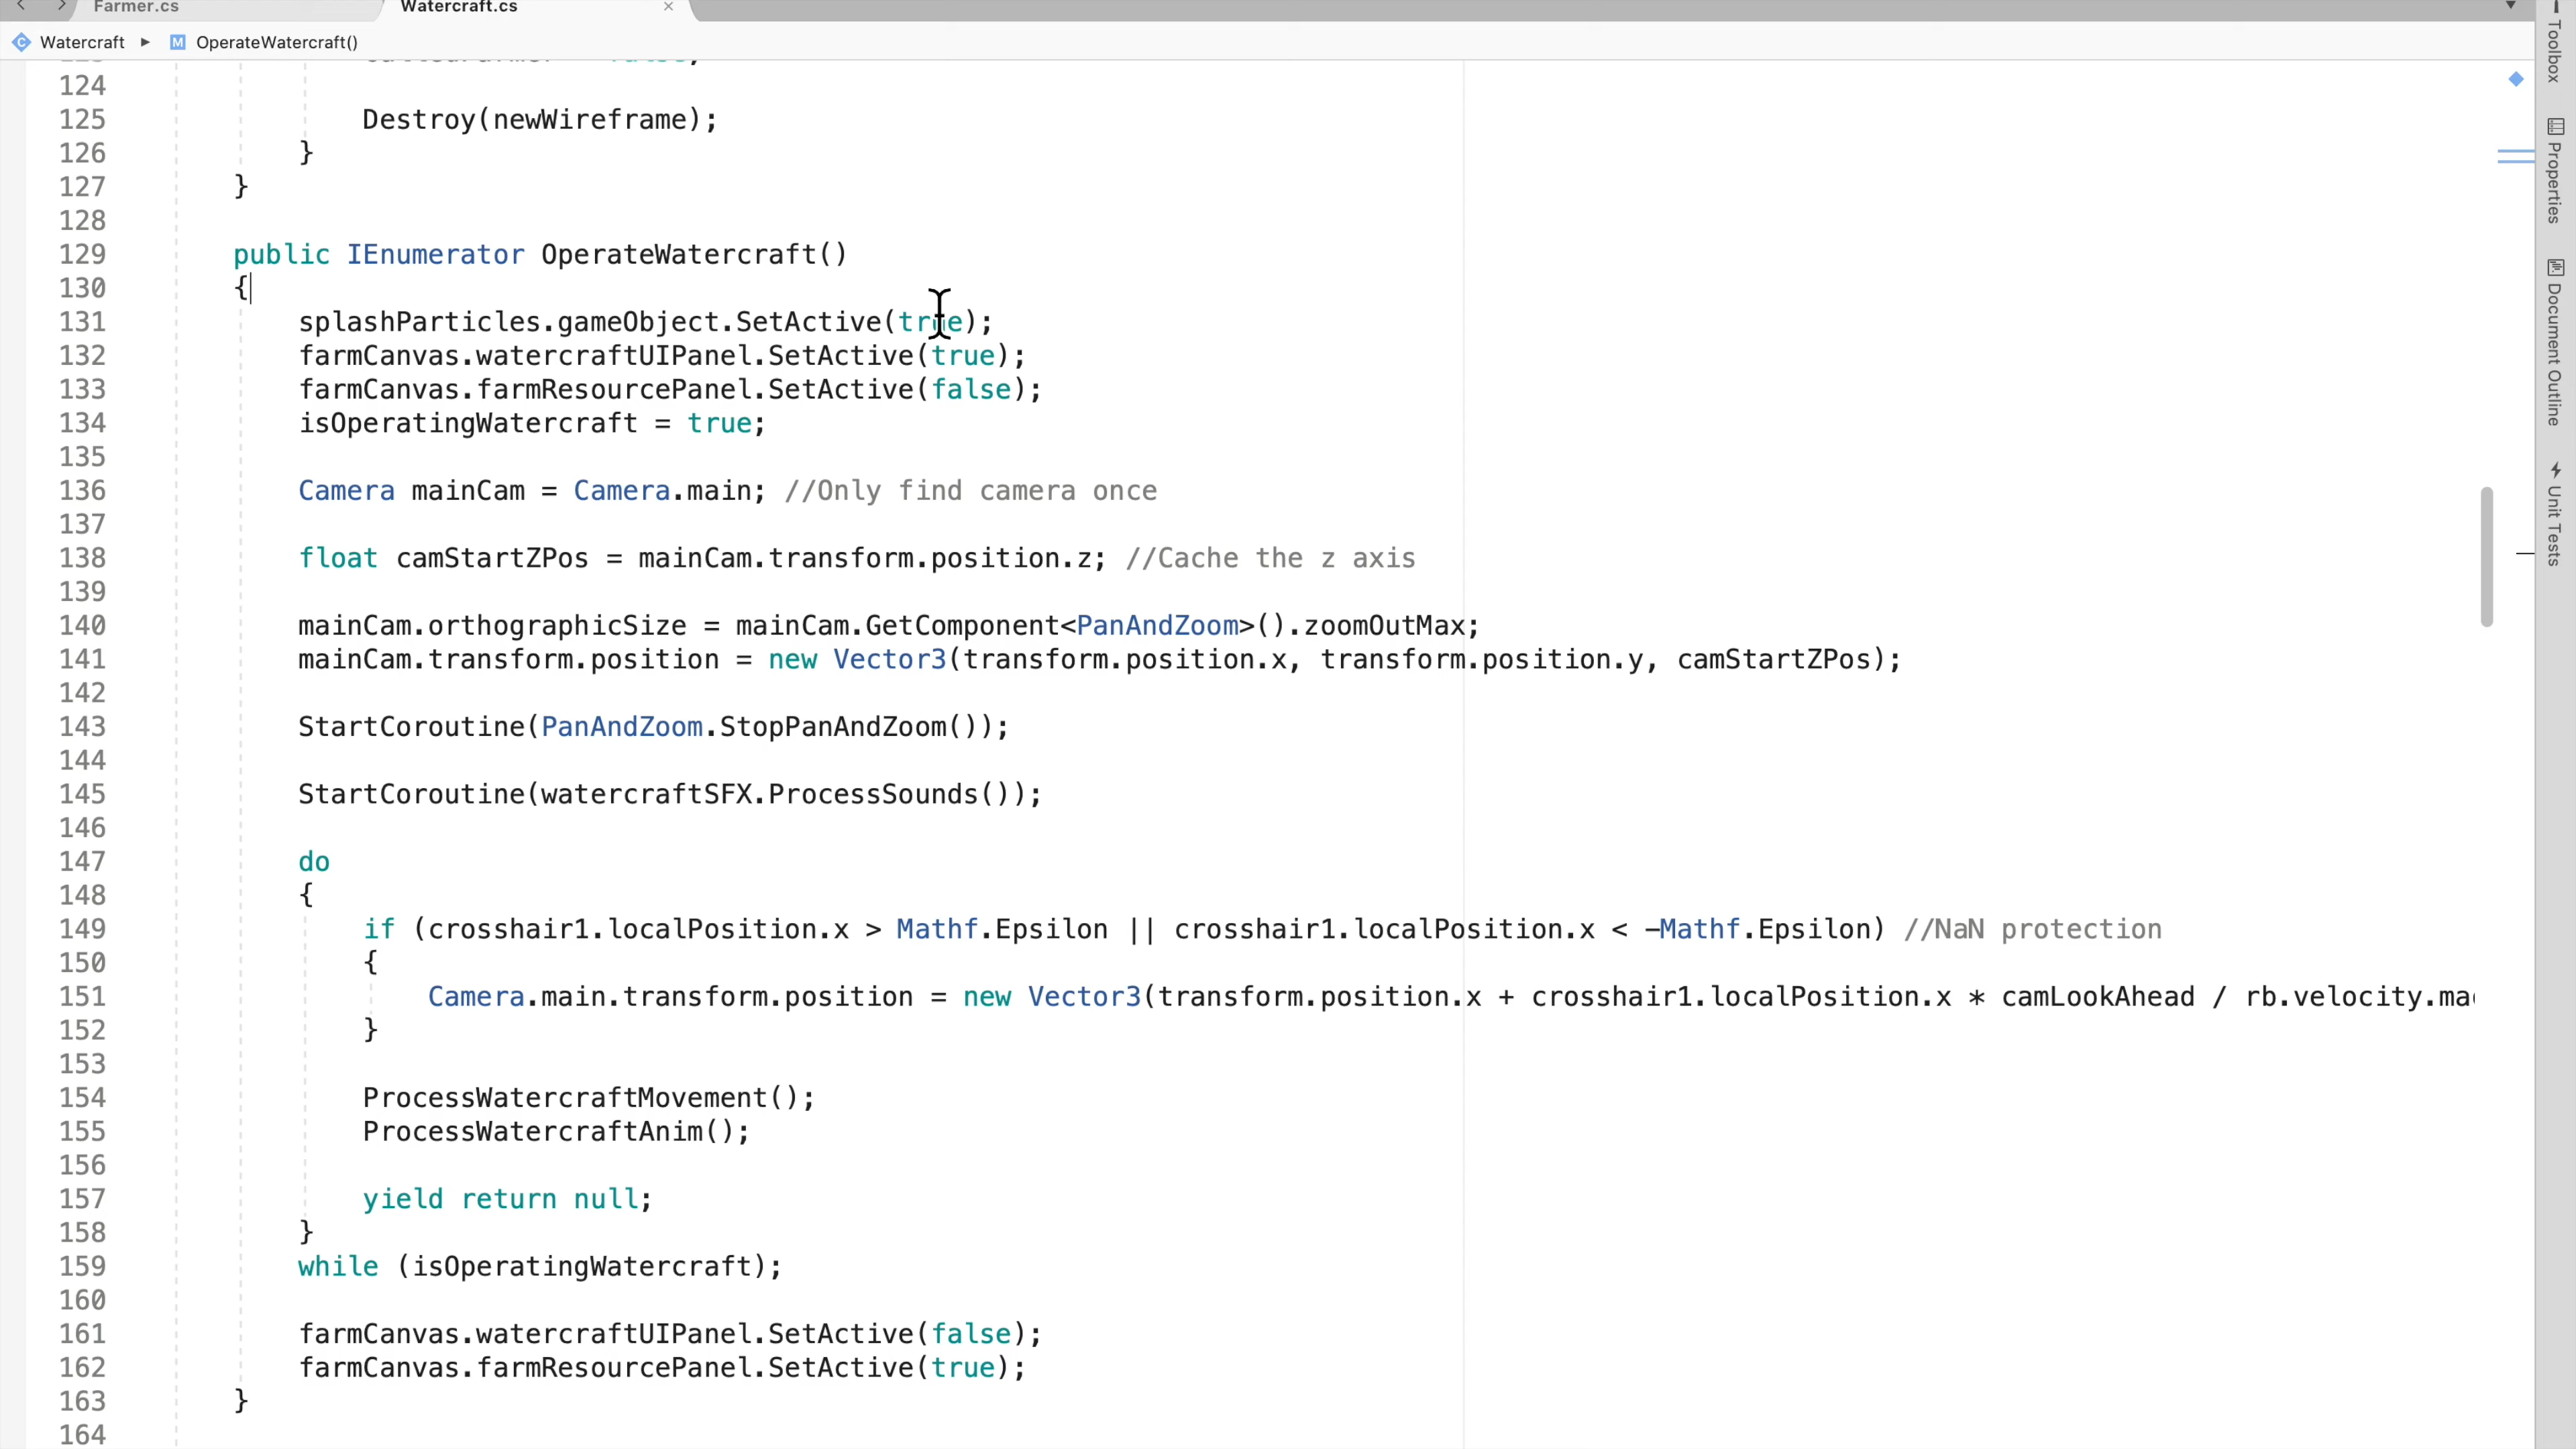 Farmer.cs
Watercraft.cs ×
Watercraft ▸ M OperateWatercraft()
124
125 Destroy(newWireframe);
126 }
127 }
128
129 public IEnumerator OperateWatercraft()
130 {
131 splashParticles.gameObject.SetActive(true);
132 farmCanvas.watercraftUIPanel.SetActive(true);
133 farmCanvas.farmResourcePanel.SetActive(false);
134 isOperatingWatercraft = true;
135
136 Camera mainCam = Camera.main; //Only find camera once
137
138 float camStartZPos = mainCam.transform.position.z; //Cache the z axis
139
140 mainCam.orthographicSize = mainCam.GetComponent<PanAndZoom>().zoomOutMax;
141 mainCam.transform.position = new Vector3(transform.position.x, transform.position.y, camStartZPos);
142
143 StartCoroutine(PanAndZoom.StopPanAndZoom());
144
145 StartCoroutine(watercraftSFX.ProcessSounds());
146
147 do
148 {
149 if (crosshair1.localPosition.x > Mathf.Epsilon || crosshair1.localPosition.x < -Mathf.Epsilon) //NaN protection
150 {
151 Camera.main.transform.position = new Vector3(transform.position.x + crosshair1.localPosition.x * camLookAhead / rb.velocity.ma
152 }
153
154 ProcessWatercraftMovement();
155 ProcessWatercraftAnim();
156
157 yield return null;
158 }
159 while (isOperatingWatercraft);
160
161 farmCanvas.watercraftUIPanel.SetActive(false);
162 farmCanvas.farmResourcePanel.SetActive(true);
163 }
164
Toolbox
Properties
Document Outline
Unit Tests